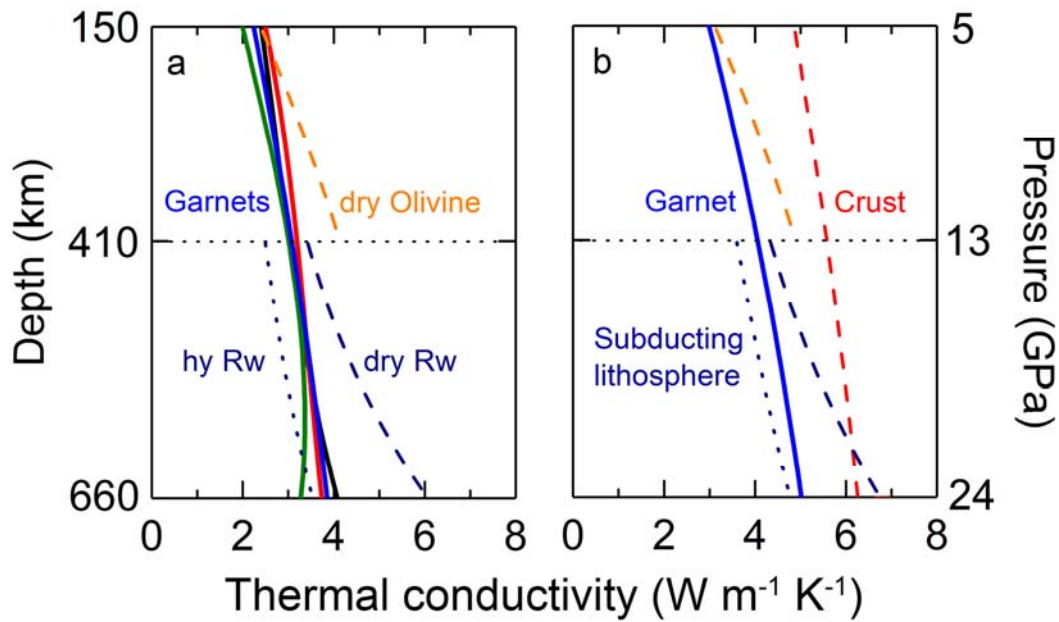 150
410
660
Depth (km)
a
Garnets
dry Olivine
hy Rw
dry Rw
0 2 4 6 8
b
Garnet
Crust
Subducting
lithosphere
0 2 4 6 8
5
13
24
Pressure (GPa)
Thermal conductivity (W m⁻¹ K⁻¹)